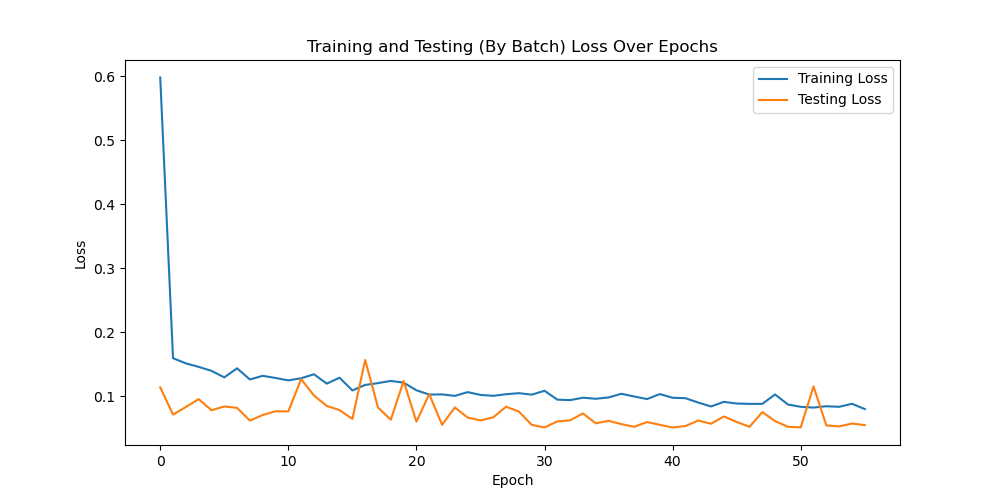 Training and Testing (By Batch) Loss Over Epochs
Training Loss
Testing Loss
0.6
0.5
0.4
0.3
0.2
0.1
Loss
0 10 20 30 40 50
Epoch